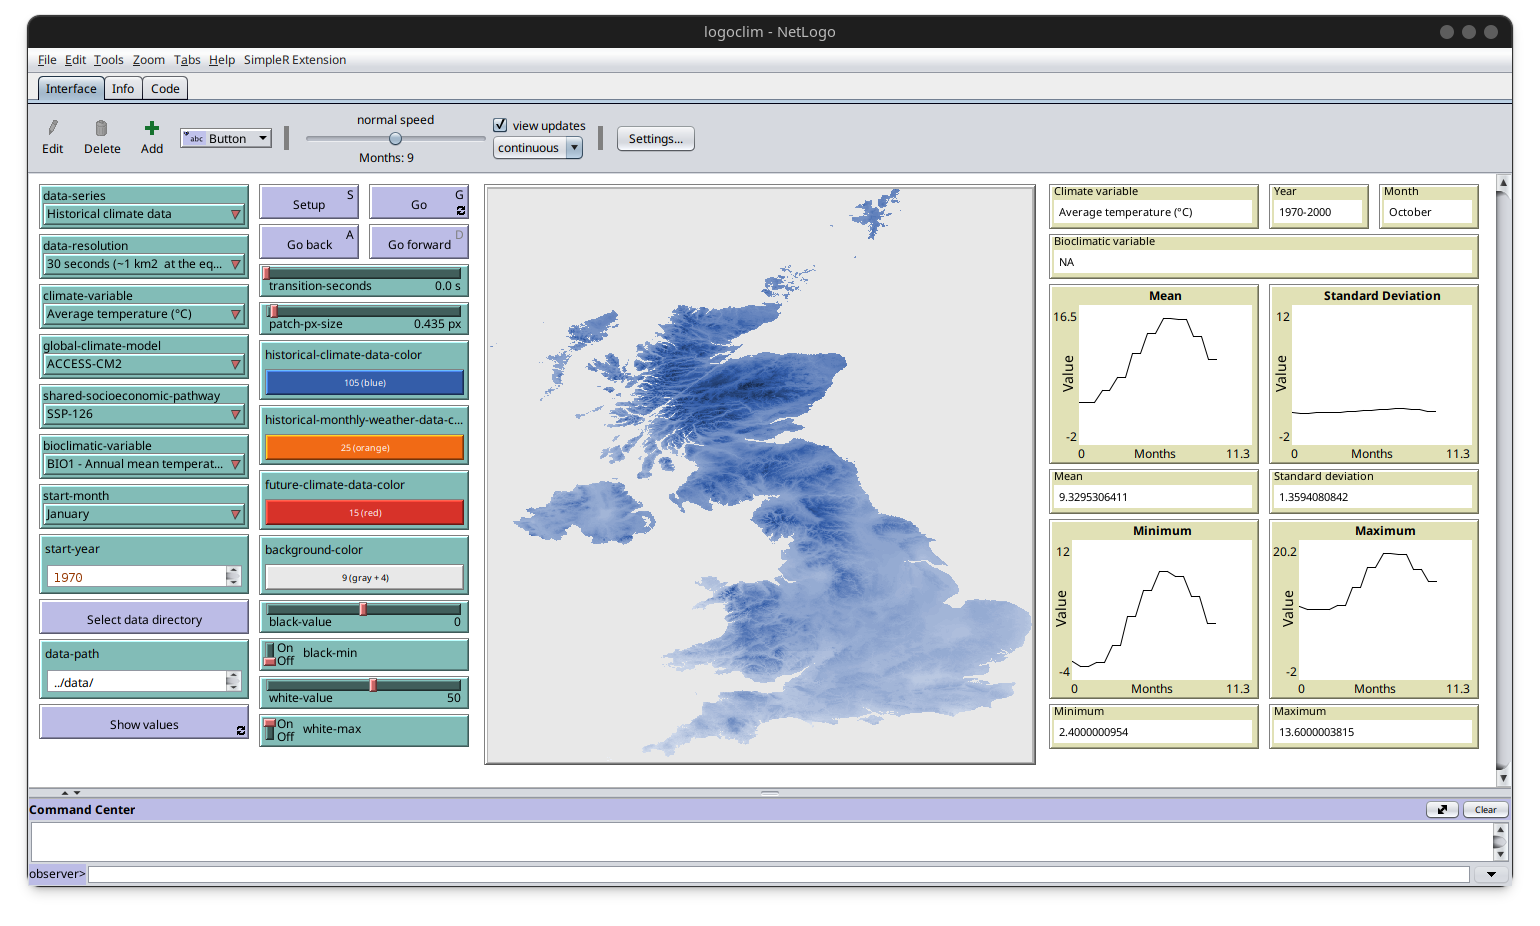 logoclim - NetLogo
File Edit Tools Zoom Tabs Help SimpleR Extension
Interface Info Code
Edit Delete Add
abc Button
normal speed
Months: 9
view updates
continuous
Settings...
data-series
Historical climate data
data-resolution
30 seconds (~1 km2 at the eq...
climate-variable
Average temperature (°C)
global-climate-model
ACCESS-CM2
shared-socioeconomic-pathway
SSP-126
bioclimatic-variable
BIO1 - Annual mean temperat...
start-month
January
start-year
1970
Select data directory
data-path
../data/
Show values
Setup S
Go G
Go back A
Go forward D
transition-seconds 0.0 s
patch-px-size 0.435 px
historical-climate-data-color
105 (blue)
historical-monthly-weather-data-c...
25 (orange)
future-climate-data-color
15 (red)
background-color
9 (gray + 4)
black-value 0
On
Off
black-min
white-value 50
On
Off
white-max
Climate variable
Average temperature (°C)
Year
1970-2000
Month
October
Bioclimatic variable
NA
Mean
16.5
Value
-2
0 Months 11.3
Standard Deviation
12
Value
-2
0 Months 11.3
Mean
9.3295306411
Standard deviation
1.3594080842
Minimum
12
Value
-4
0 Months 11.3
Maximum
20.2
Value
-2
0 Months 11.3
Minimum
2.4000000954
Maximum
13.6000003815
Command Center
Clear
observer>